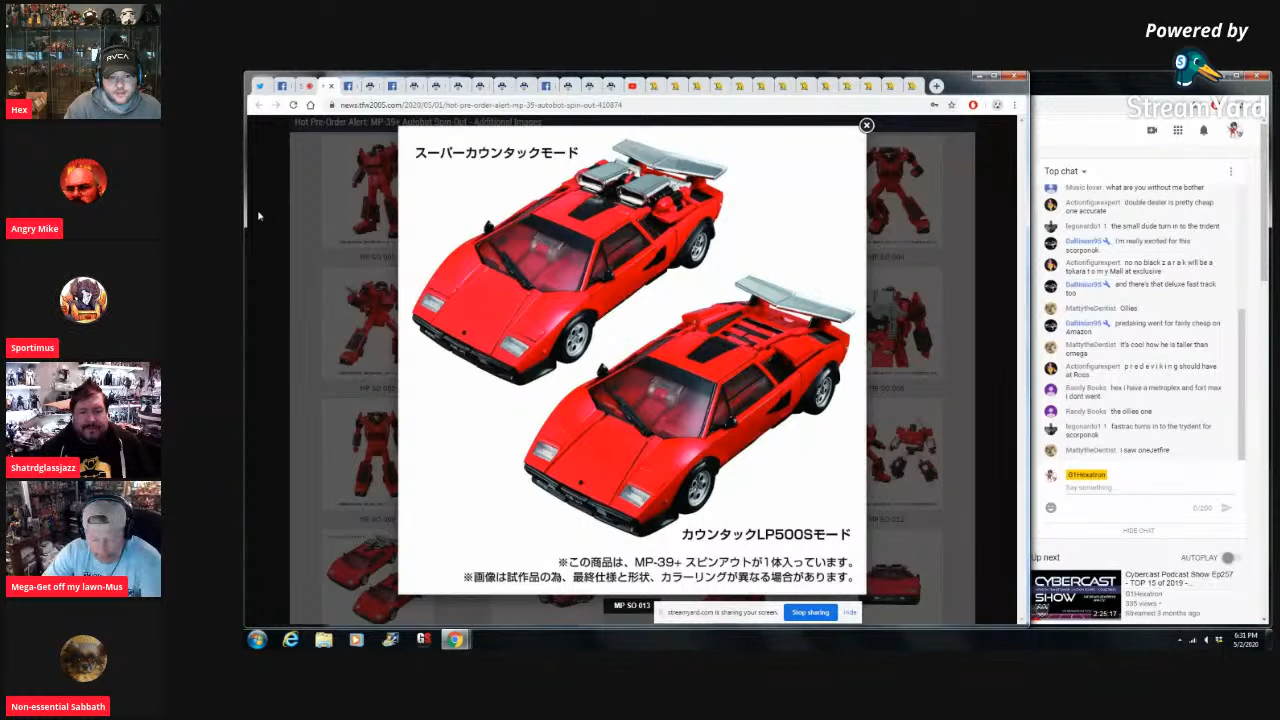 Powered by
StreamYard
Hex
Angry Mike
Sportimus
Shatrdglassjazz
Mega-Get off my lawn-Mus
Non-essential Sabbath
news.tfw2005.com/2020/05/01/hot-pre-order-alert-mp-39-autobot-spin-out-410874
Hot Pre-Order Alert: MP-39+ Autobot Spin-Out - Additional Images
スーパーカウンタックモード
カウンタックLP500Sモード
※この商品は、MP-39+ スピンアウトが1体入っています。
※画像は試作品の為、最終仕様と形状、カラーリングが異なる場合があります。
MP SO 013
streamyard.com is sharing your screen.
Stop sharing
Hide
Top chat
Music lover what are you without me bother
Actionfigurexpert double dealer is pretty cheap
one accurate
legonardo1 1 the small dude turn in to the trident
Daltinian95 i'm really excited for this
scorponok
Actionfigurexpert no no black z a r a k will be a
takara t o m y Mall at exclusive
Daltinian95 and there's that deluxe fast track
too
MattytheDentist Ollies
Daltinian95 predaking went for fairly cheap on
Amazon
MattytheDentist It's cool how he is taller than
omega
Actionfigurexpert p r e d e v i k i n g should have
at Ross
Randy Books hex i have a metroplex and fort max
i dont want
Randy Books the ollies one
legonardo1 1 fastrac turns in to the trydent for
scorponok
MattytheDentist I saw oneJetfire
G1Hexatron
Say something...
0/200
HIDE CHAT
Up next
AUTOPLAY
CYBERCAST
SHOW
2:25:17
Cybercast Podcast Show Ep257
- TOP 15 of 2019 -...
G1Hexatron
335 views •
Streamed 3 months ago
6:31 PM
5/2/2020